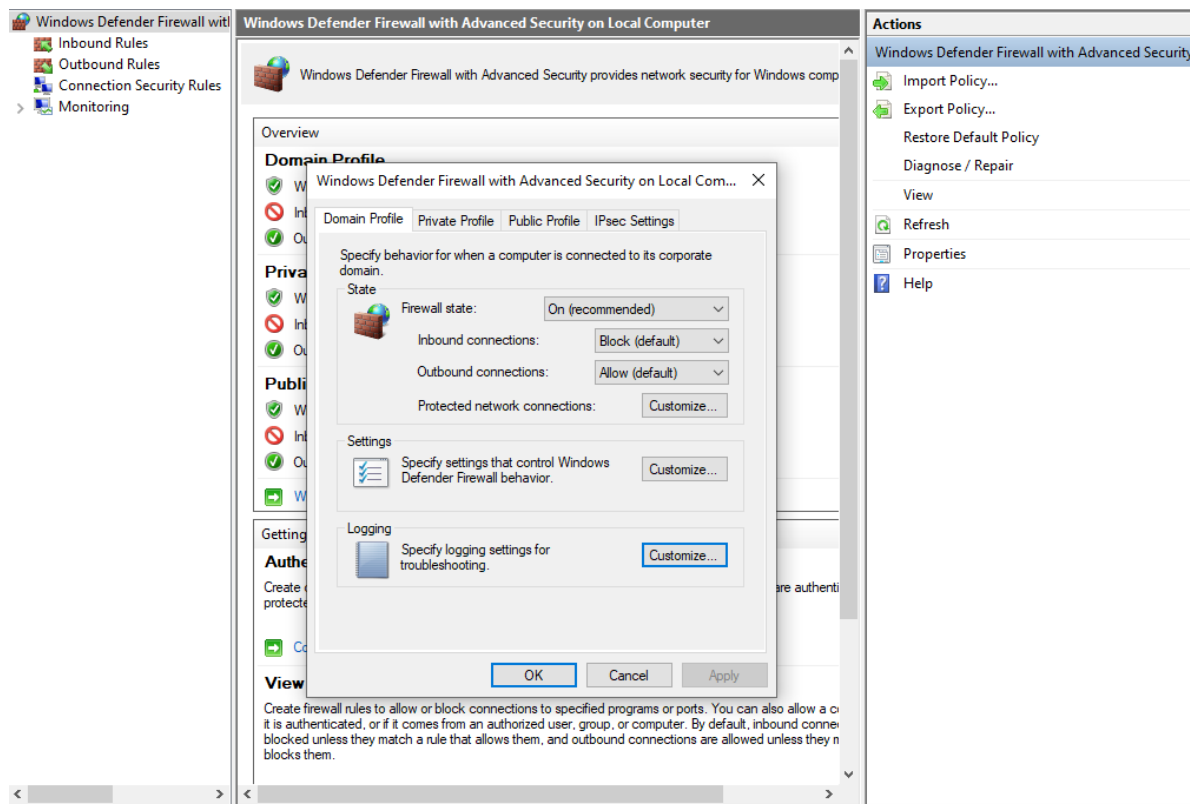 Windows Defender Firewall with
Inbound Rules
Outbound Rules
Connection Security Rules
Monitoring
Windows Defender Firewall with Advanced Security on Local Computer
Windows Defender Firewall with Advanced Security provides network security for Windows comp
Overview
Domain Profile
W
In
Ou
Priva
W
In
Ou
Publi
W
In
Ou
W
Getting
Authe
Create c
are authenti
protecte
Co
View
Create firewall rules to allow or block connections to specified programs or ports. You can also allow a co
it is authenticated, or if it comes from an authorized user, group, or computer. By default, inbound conne
blocked unless they match a rule that allows them, and outbound connections are allowed unless they m
blocks them.
Windows Defender Firewall with Advanced Security on Local Com...
Domain Profile Private Profile Public Profile IPsec Settings
Specify behavior for when a computer is connected to its corporate
domain.
State
Firewall state: On (recommended)
Inbound connections: Block (default)
Outbound connections: Allow (default)
Protected network connections: Customize...
Settings
Specify settings that control Windows
Defender Firewall behavior.
Customize...
Logging
Specify logging settings for
troubleshooting.
Customize...
OK Cancel Apply
Actions
Windows Defender Firewall with Advanced Security
Import Policy...
Export Policy...
Restore Default Policy
Diagnose / Repair
View
Refresh
Properties
Help